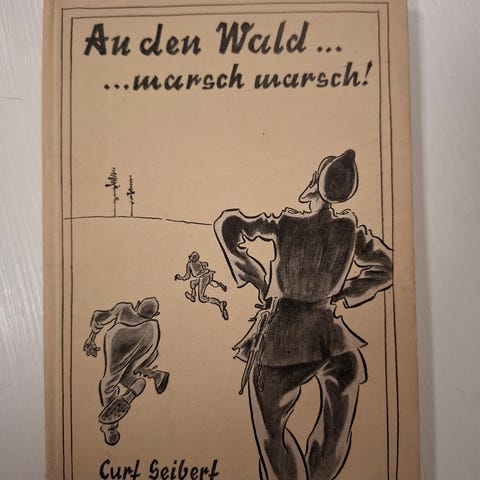 An den Wald ...
... marsch marsch!
Curt Seibert